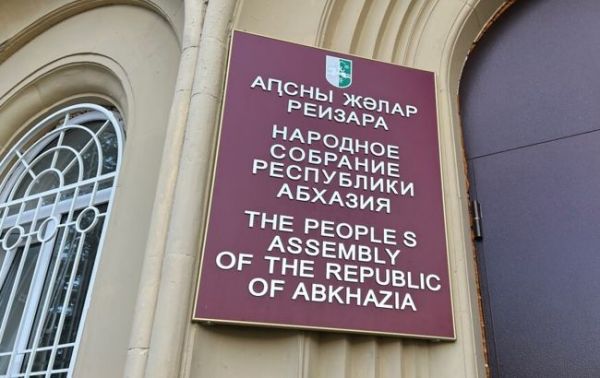 АԤСНЫ ЖӘЛАР
РЕИЗАРА
НАРОДНОЕ
СОБРАНИЕ
РЕСПУБЛИКИ
АБХАЗИЯ
THE PEOPLE S
ASSEMBLY
OF THE REPUBLIC
OF ABKHAZIA